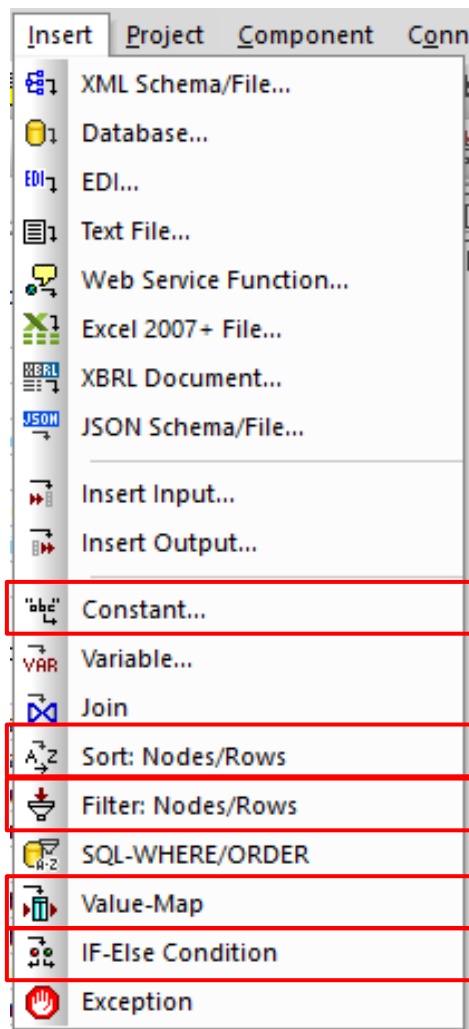 Insert Project Component Conn
XML Schema/File...
Database...
EDI EDI...
Text File...
Web Service Function...
Excel 2007+ File...
XBRL XBRL Document...
JSON JSON Schema/File...
Insert Input...
Insert Output...
"abc" Constant...
VAR Variable...
Join
A Z Sort: Nodes/Rows
Filter: Nodes/Rows
A-Z SQL-WHERE/ORDER
Value-Map
IF-Else Condition
Exception